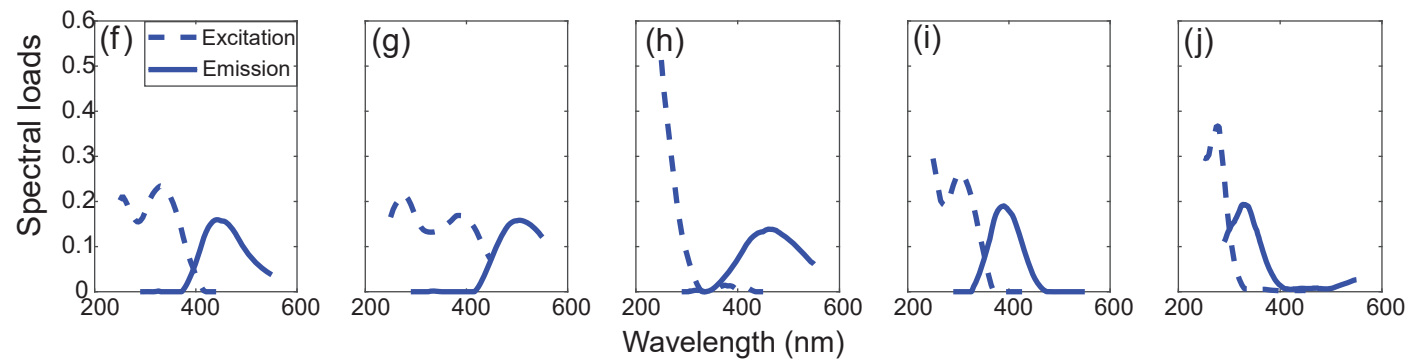 0.6
0.5
0.4
0.3
0.2
0.1
0
Spectral loads
(f)
Excitation
Emission
(g)
(h)
(i)
(j)
200 400 600
200 400 600
200 400 600
200 400 600
200 400 600
Wavelength (nm)